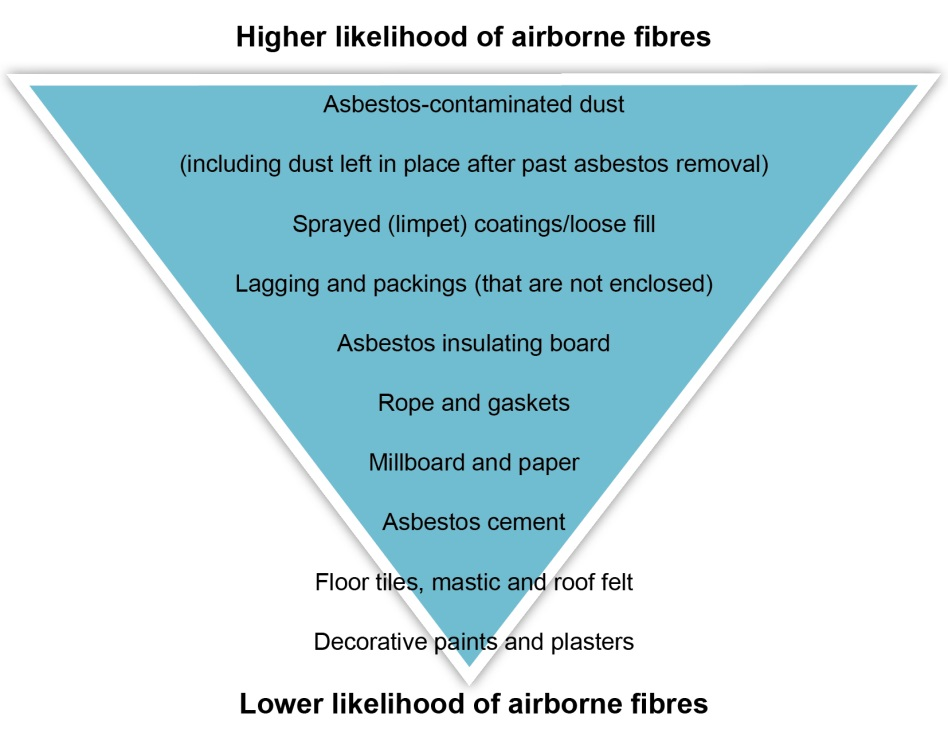 Higher likelihood of airborne fibres
Asbestos-contaminated dust
(including dust left in place after past asbestos removal)
Sprayed (limpet) coatings/loose fill
Lagging and packings (that are not enclosed)
Asbestos insulating board
Rope and gaskets
Millboard and paper
Asbestos cement
Floor tiles, mastic and roof felt
Decorative paints and plasters
Lower likelihood of airborne fibres